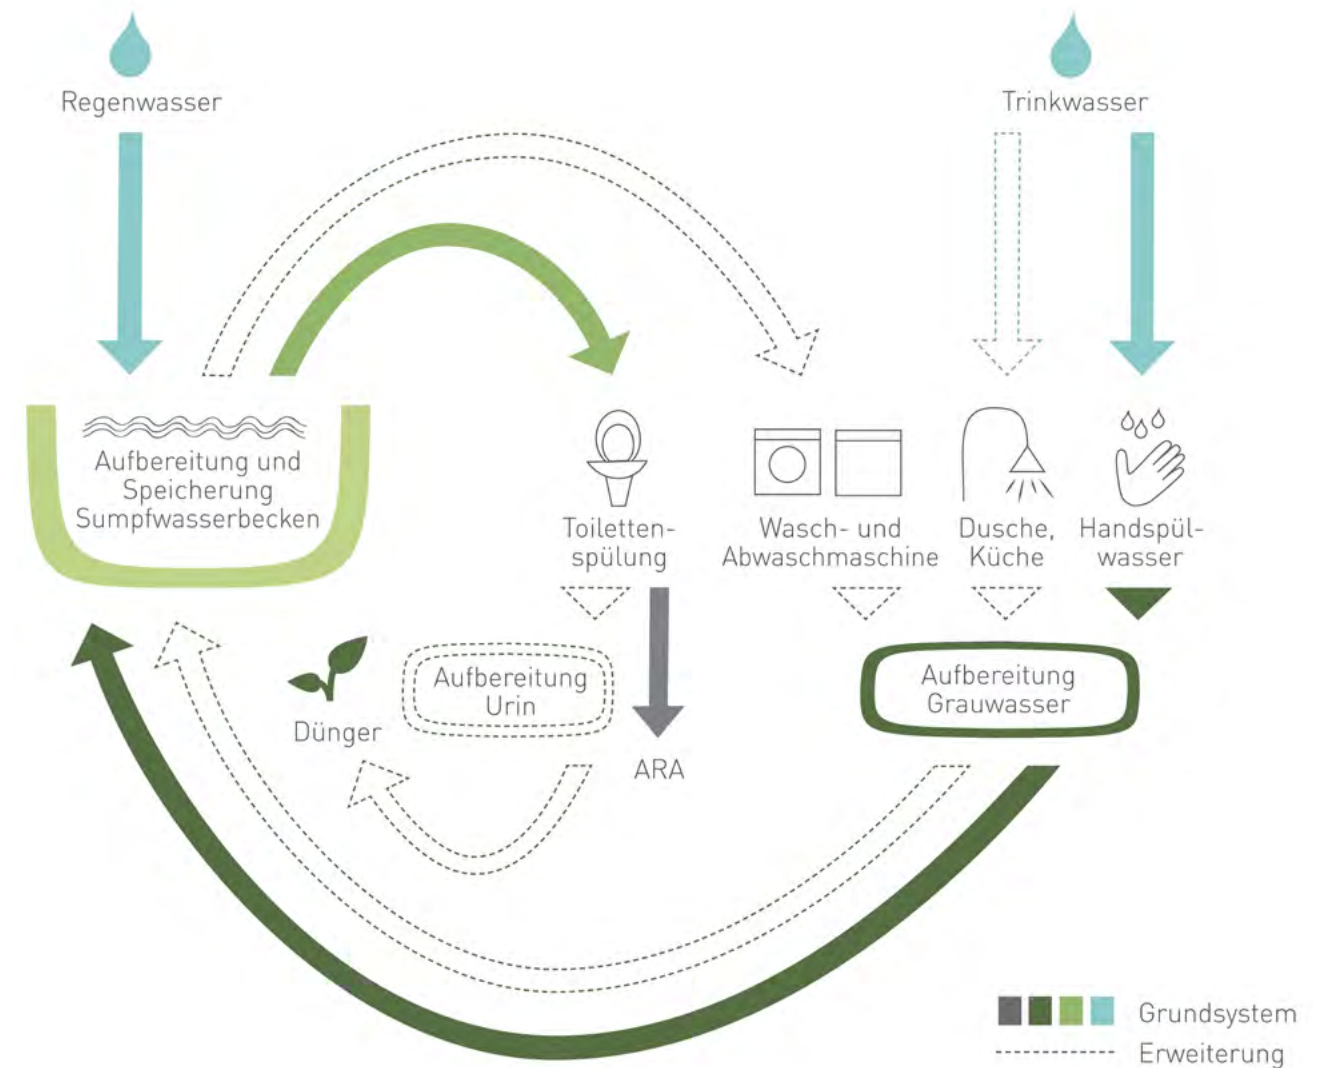 Regenwasser
Trinkwasser
Aufbereitung und
Speicherung
Sumpfwasserbecken
Toiletten-
spülung
Wasch- und
Abwaschmaschine
Dusche,
Küche
Handspül-
wasser
Dünger
Aufbereitung
Urin
ARA
Aufbereitung
Grauwasser
Grundsystem
Erweiterung